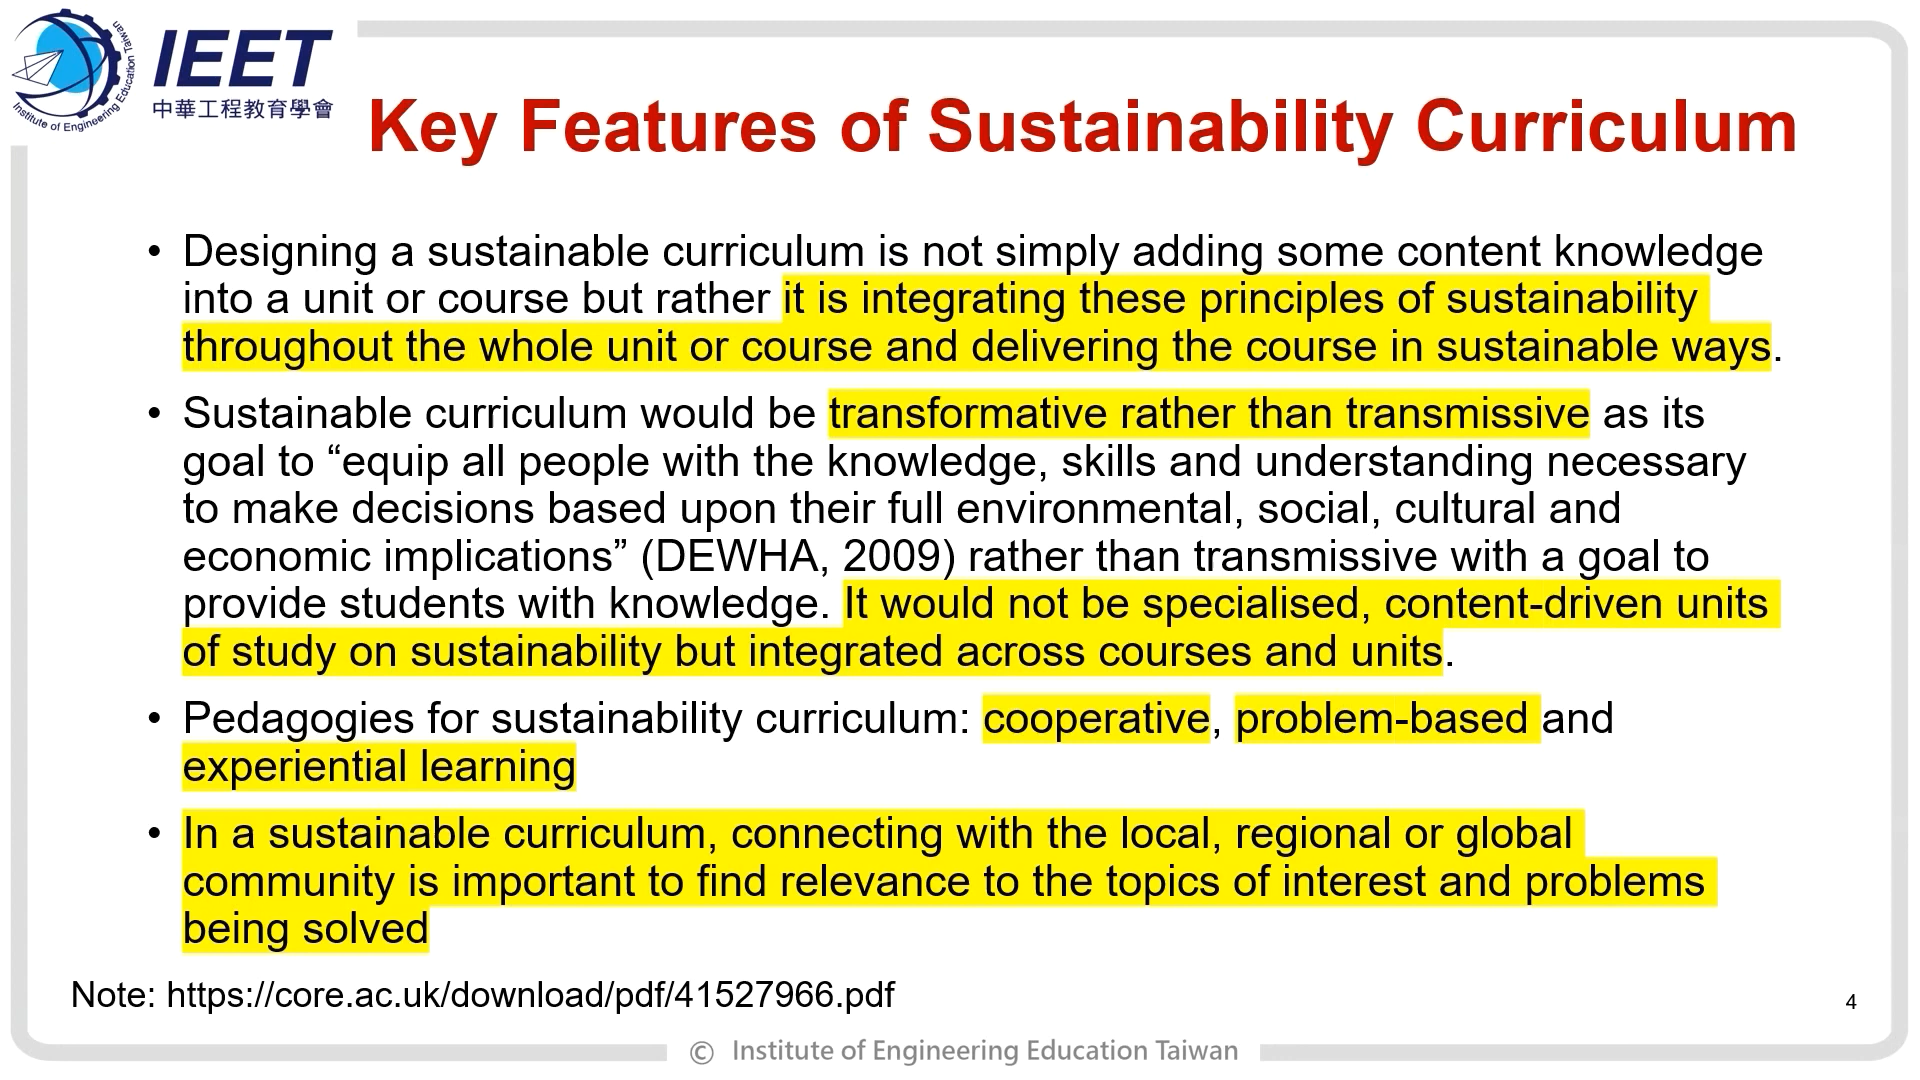 Institute of Engineering Education Taiwan
IEET
中華工程教育學會
Key Features of Sustainability Curriculum
• Designing a sustainable curriculum is not simply adding some content knowledge
into a unit or course but rather it is integrating these principles of sustainability
throughout the whole unit or course and delivering the course in sustainable ways.
• Sustainable curriculum would be transformative rather than transmissive as its
goal to “equip all people with the knowledge, skills and understanding necessary
to make decisions based upon their full environmental, social, cultural and
economic implications” (DEWHA, 2009) rather than transmissive with a goal to
provide students with knowledge. It would not be specialised, content-driven units
of study on sustainability but integrated across courses and units.
• Pedagogies for sustainability curriculum: cooperative, problem-based and
experiential learning
• In a sustainable curriculum, connecting with the local, regional or global
community is important to find relevance to the topics of interest and problems
being solved
Note: https://core.ac.uk/download/pdf/41527966.pdf
4
© Institute of Engineering Education Taiwan